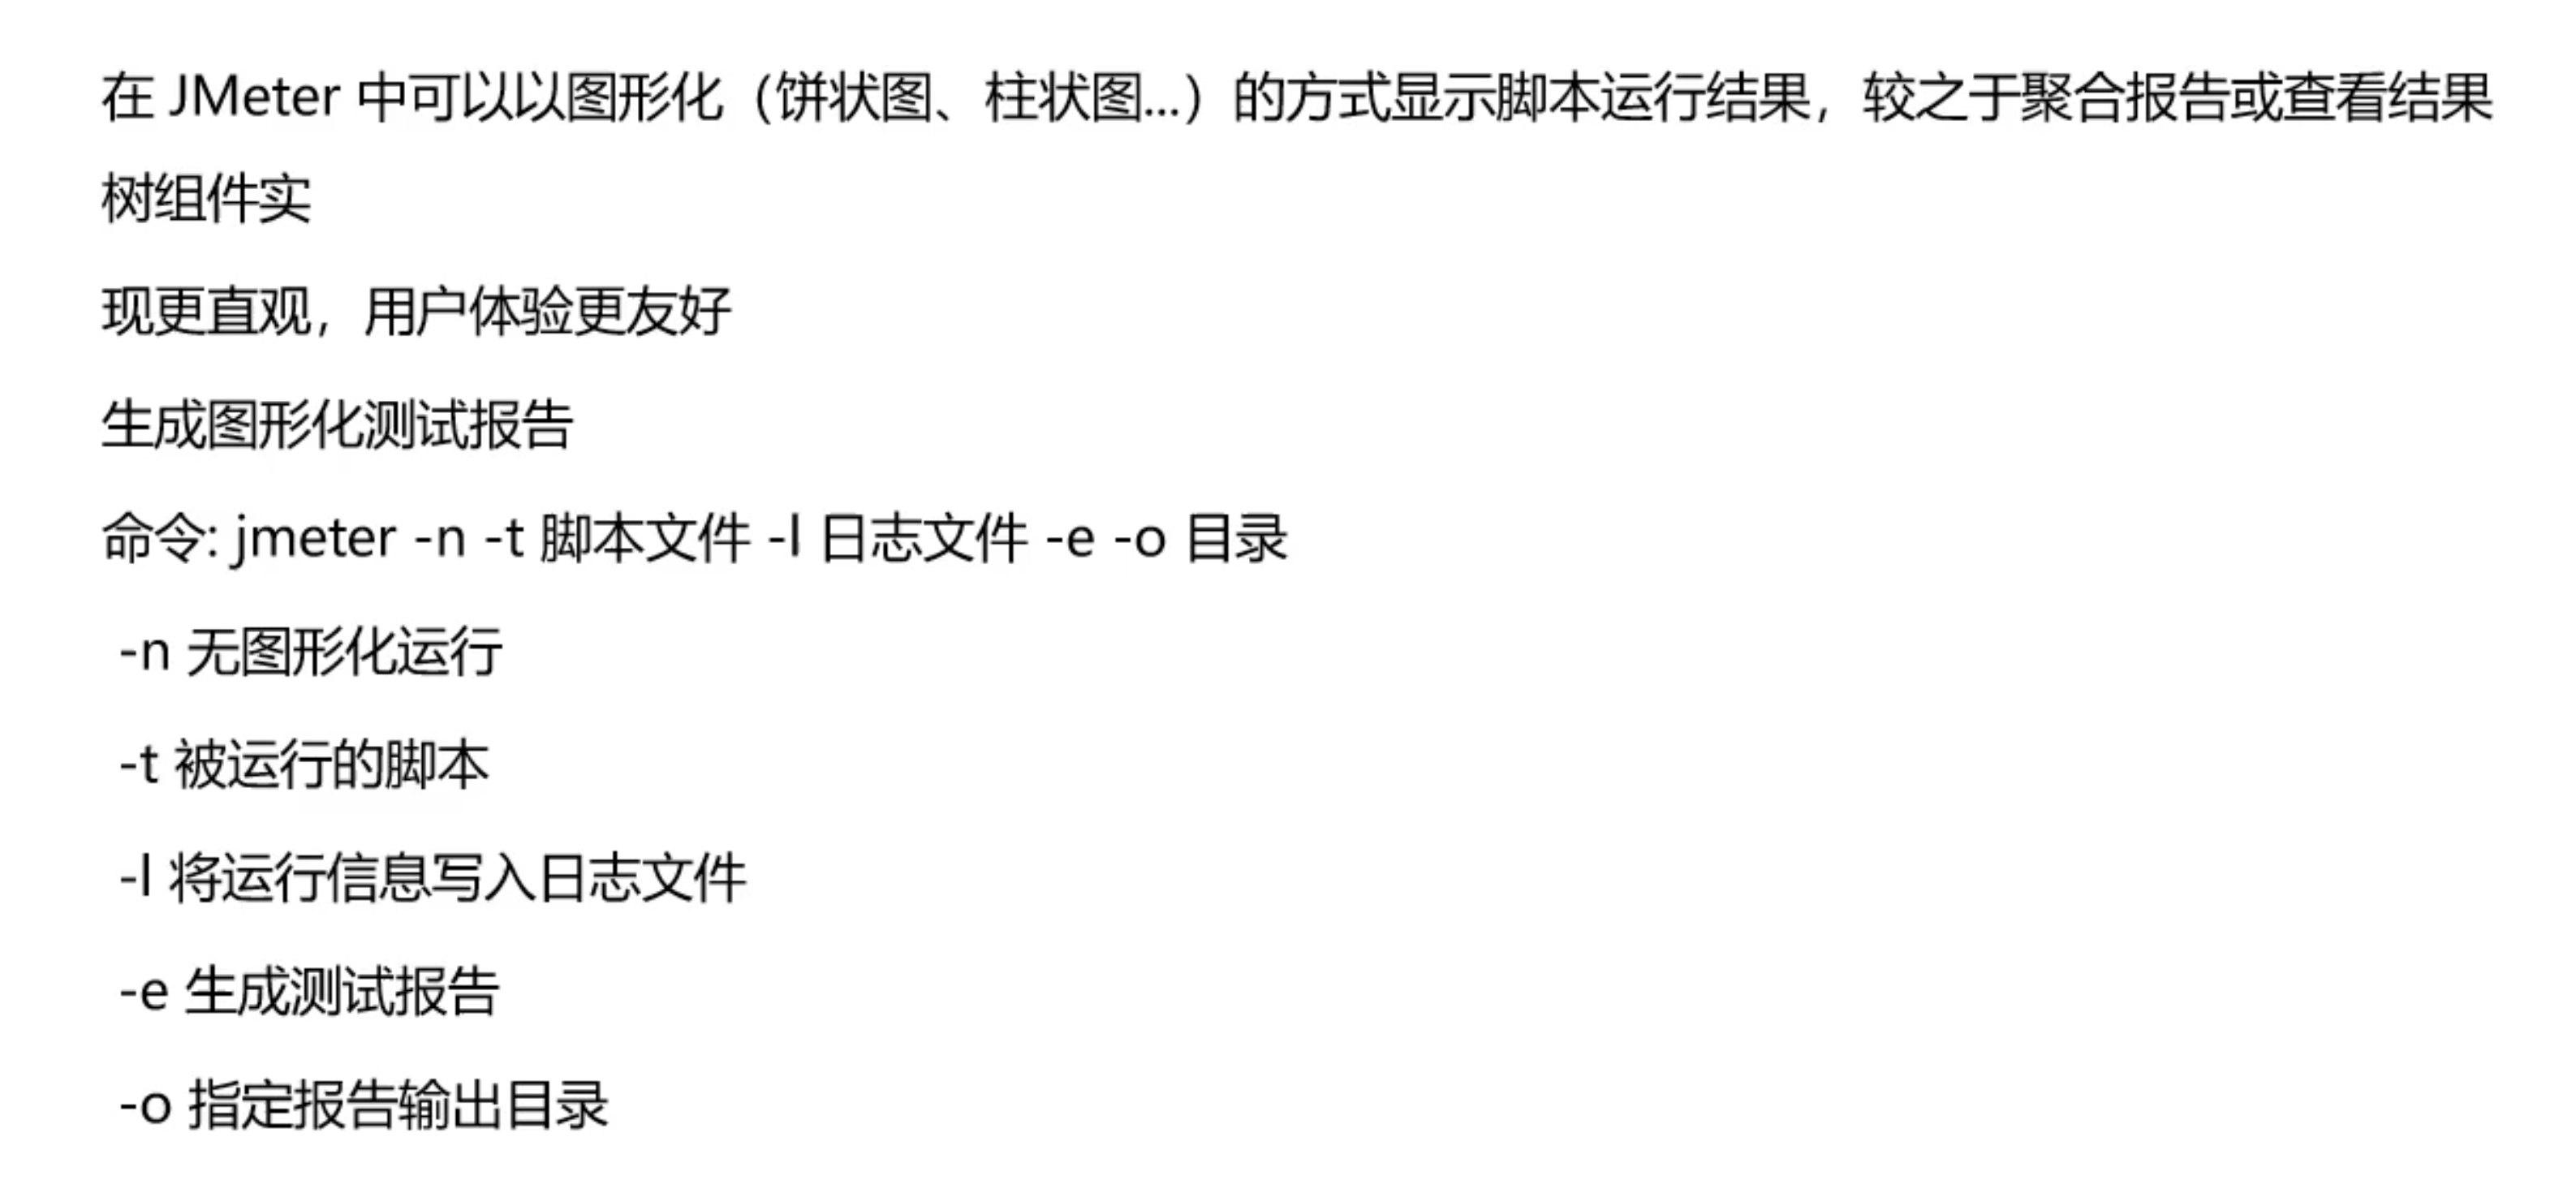 在 JMeter 中可以以图形化（饼状图、柱状图...）的方式显示脚本运行结果，较之于聚合报告或查看结果
树组件实
现更直观，用户体验更友好
生成图形化测试报告
命令: jmeter -n -t 脚本文件 -l 日志文件 -e -o 目录
-n 无图形化运行
-t 被运行的脚本
-l 将运行信息写入日志文件
-e 生成测试报告
-o 指定报告输出目录